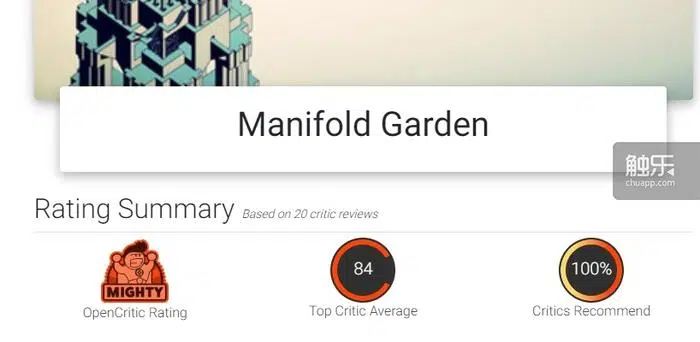 Manifold Garden
触乐
chuapp.com
Rating Summary Based on 20 critic reviews
MIGHTY
84
100%
OpenCritic Rating
Top Critic Average
Critics Recommend